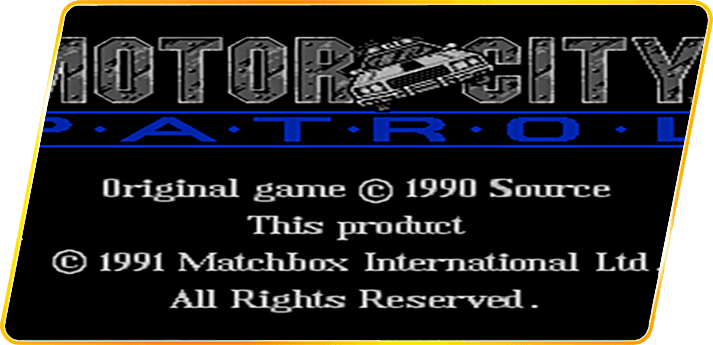 MOTOR CITY
P·A·T·R·O·L
Original game © 1990 Source
This product
© 1991 Matchbox International Ltd.
All Rights Reserved.